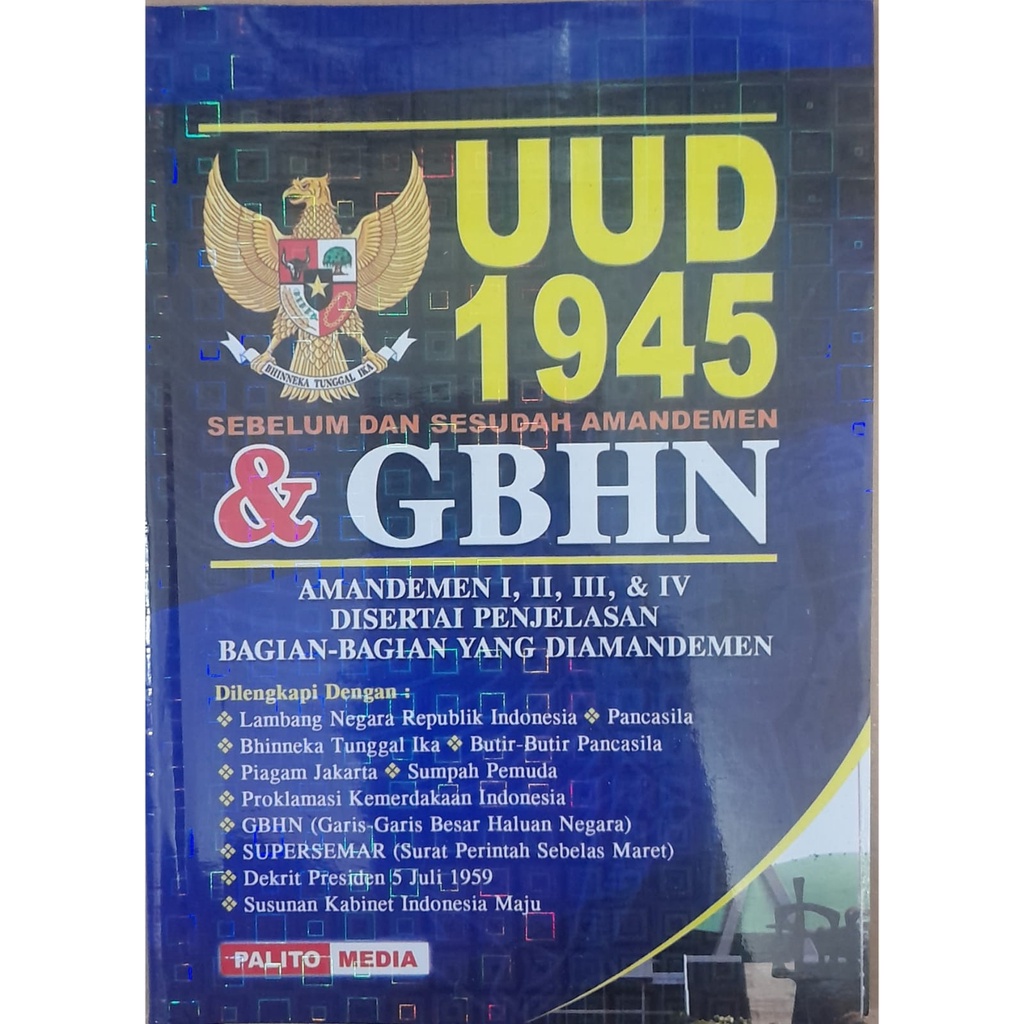 UUD
1945
BHINNEKA TUNGGAL IKA
SEBELUM DAN SESUDAH AMANDEMEN
& GBHN
AMANDEMEN I, II, III, & IV
DISERTAI PENJELASAN
BAGIAN-BAGIAN YANG DIAMANDEMEN
Dilengkapi Dengan :
❖ Lambang Negara Republik Indonesia ❖ Pancasila
❖ Bhinneka Tunggal Ika ❖ Butir-Butir Pancasila
❖ Piagam Jakarta ❖ Sumpah Pemuda
❖ Proklamasi Kemerdakaan Indonesia
❖ GBHN (Garis-Garis Besar Haluan Negara)
❖ SUPERSEMAR (Surat Perintah Sebelas Maret)
❖ Dekrit Presiden 5 Juli 1959
❖ Susunan Kabinet Indonesia Maju
PALITO MEDIA